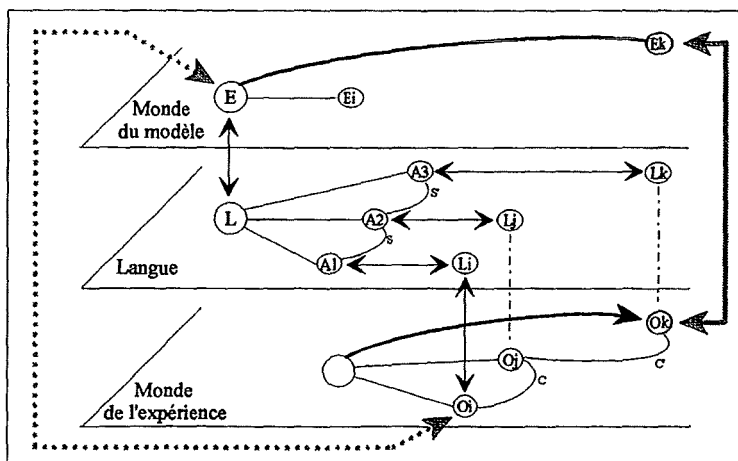 Ek
E
Ei
Monde
du modèle
A3
Lk
S'
L
A2
Lj
S
Langue
A1
Li
Ok
Oj
C'
C
Monde
de l'expérience
Oi